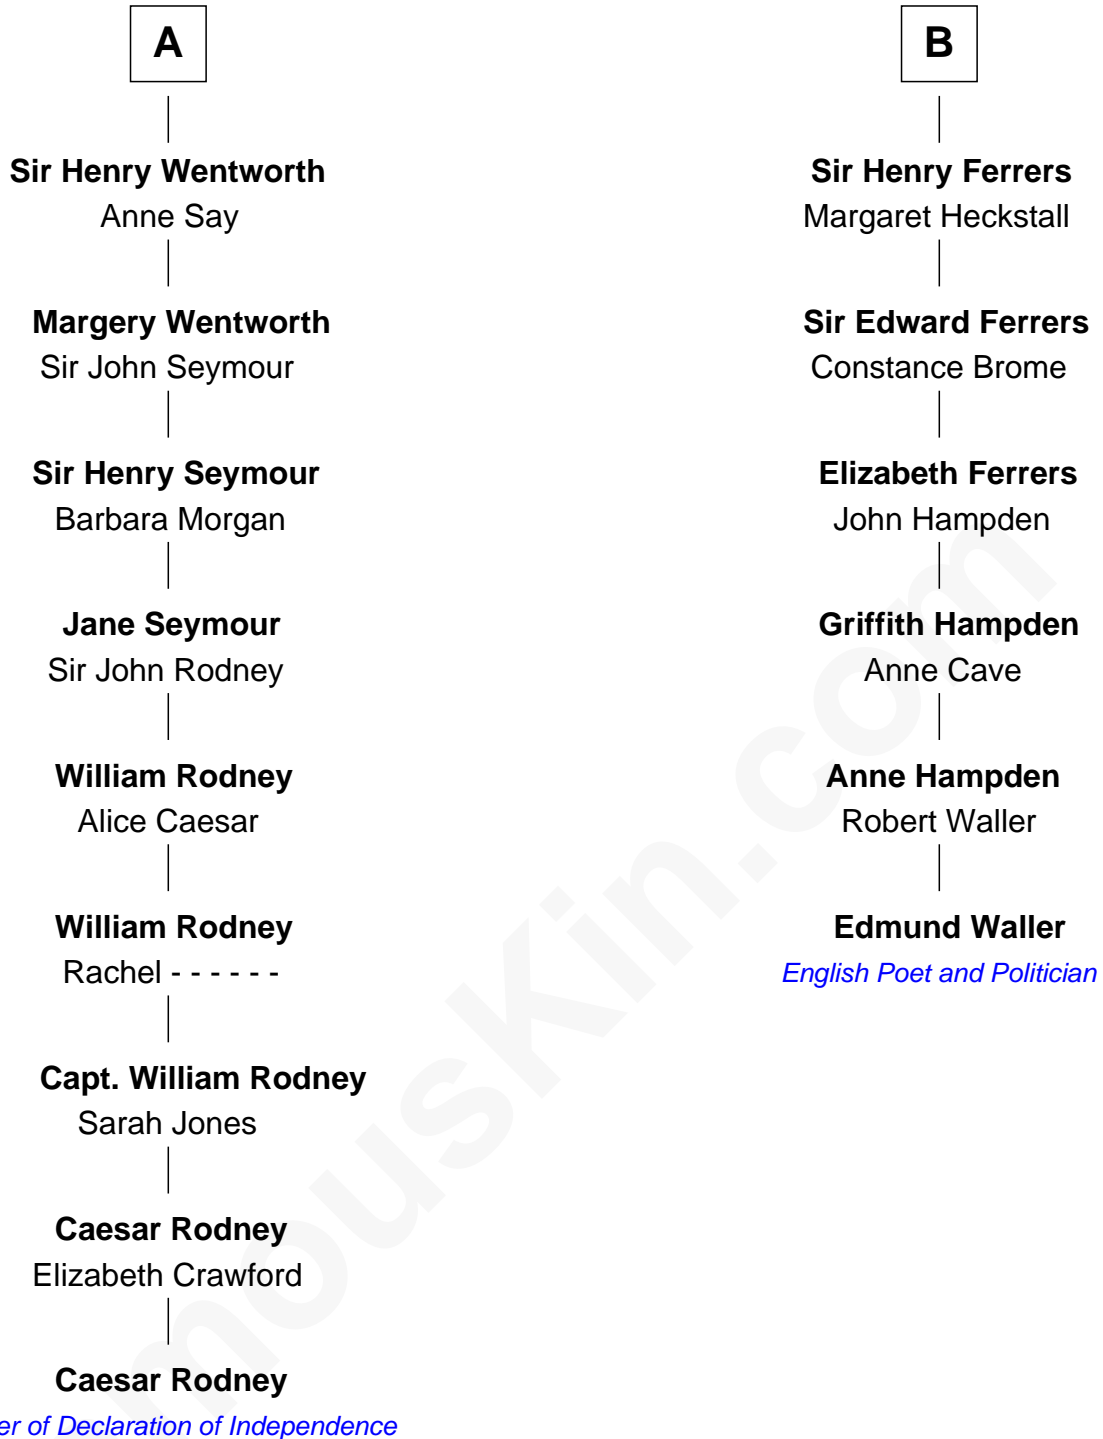 A
Sir Henry Wentworth
Anne Say
Margery Wentworth
Sir John Seymour
Sir Henry Seymour
Barbara Morgan
Jane Seymour
Sir John Rodney
William Rodney
Alice Caesar
William Rodney
Rachel - - - - - -
Capt. William Rodney
Sarah Jones
Caesar Rodney
Elizabeth Crawford
Caesar Rodney
er of Declaration of Independence
B
Sir Henry Ferrers
Margaret Heckstall
Sir Edward Ferrers
Constance Brome
Elizabeth Ferrers
John Hampden
Griffith Hampden
Anne Cave
Anne Hampden
Robert Waller
Edmund Waller
English Poet and Politician
mouskin.com